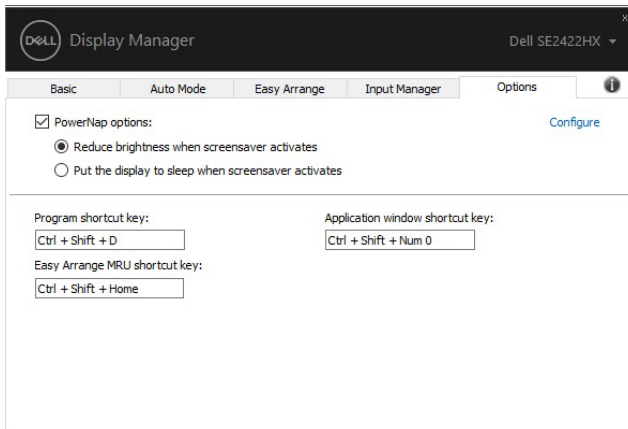 DELL Display Manager
Dell SE2422HX
Basic Auto Mode Easy Arrange Input Manager Options
PowerNap options:
Configure
Reduce brightness when screensaver activates
Put the display to sleep when screensaver activates
Program shortcut key:
Application window shortcut key:
Ctrl + Shift + D
Ctrl + Shift + Num 0
Easy Arrange MRU shortcut key:
Ctrl + Shift + Home